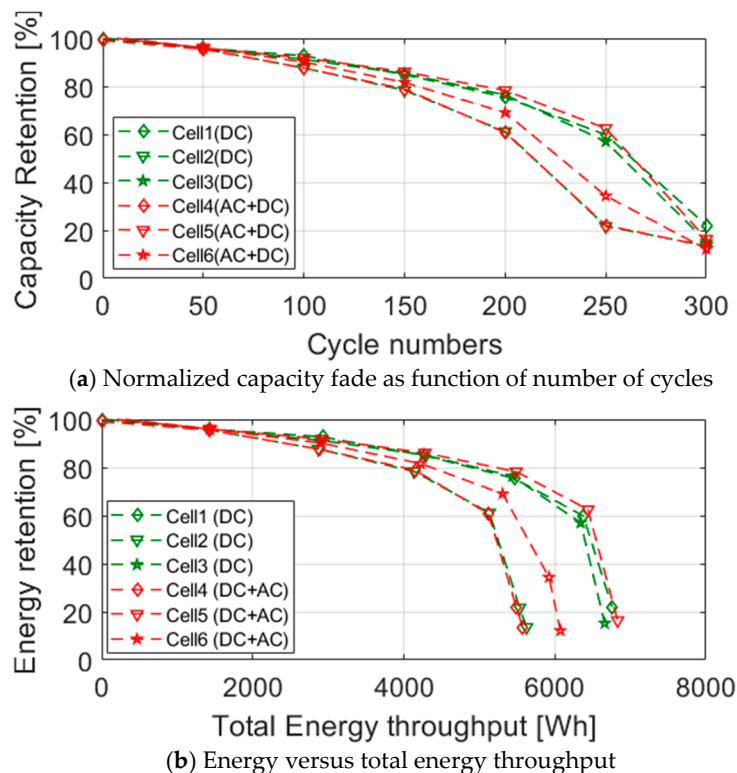 Capacity Retention [%]
100
80
60
40
20
0
Cell1(DC)
Cell2(DC)
Cell3(DC)
Cell4(AC+DC)
Cell5(AC+DC)
Cell6(AC+DC)
0 50 100 150 200 250 300
Cycle numbers
(a) Normalized capacity fade as function of number of cycles
Energy retention [%]
100
80
60
40
20
0
Cell1 (DC)
Cell2 (DC)
Cell3 (DC)
Cell4 (DC+AC)
Cell5 (DC+AC)
Cell6 (DC+AC)
0 2000 4000 6000 8000
Total Energy throughput [Wh]
(b) Energy versus total energy throughput